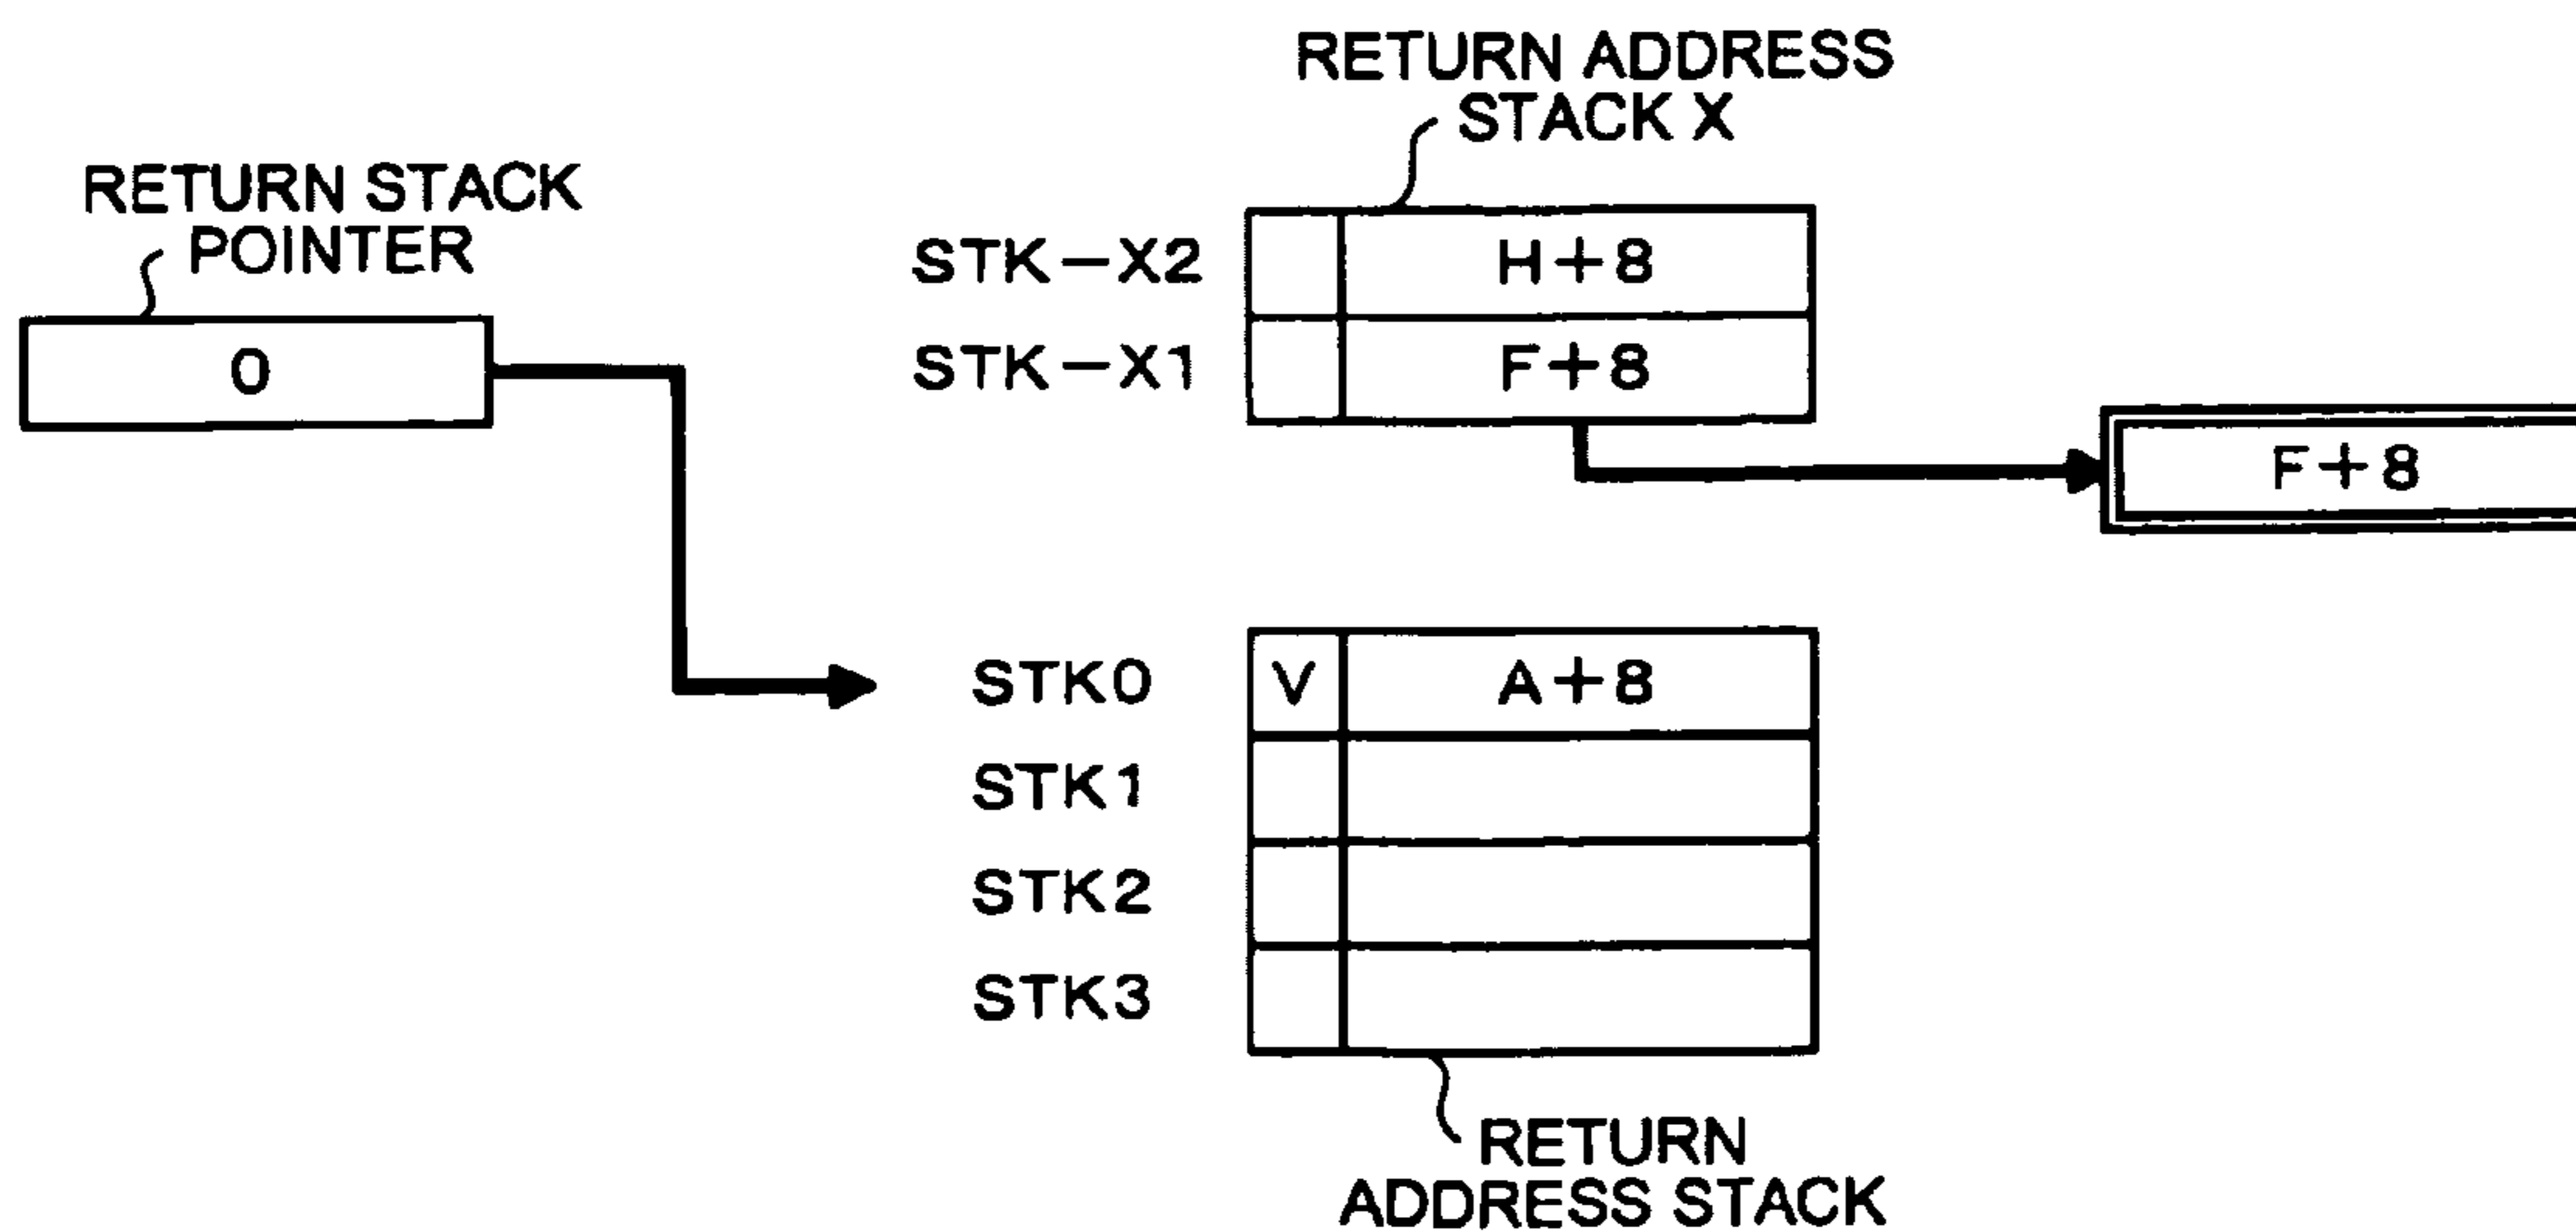 RETURN ADDRESS
STACK X
RETURN STACK
POINTER
0
STK-X2 H+8
STK-X1 F+8
F+8
STK0 V A+8
STK1
STK2
STK3
RETURN
ADDRESS STACK